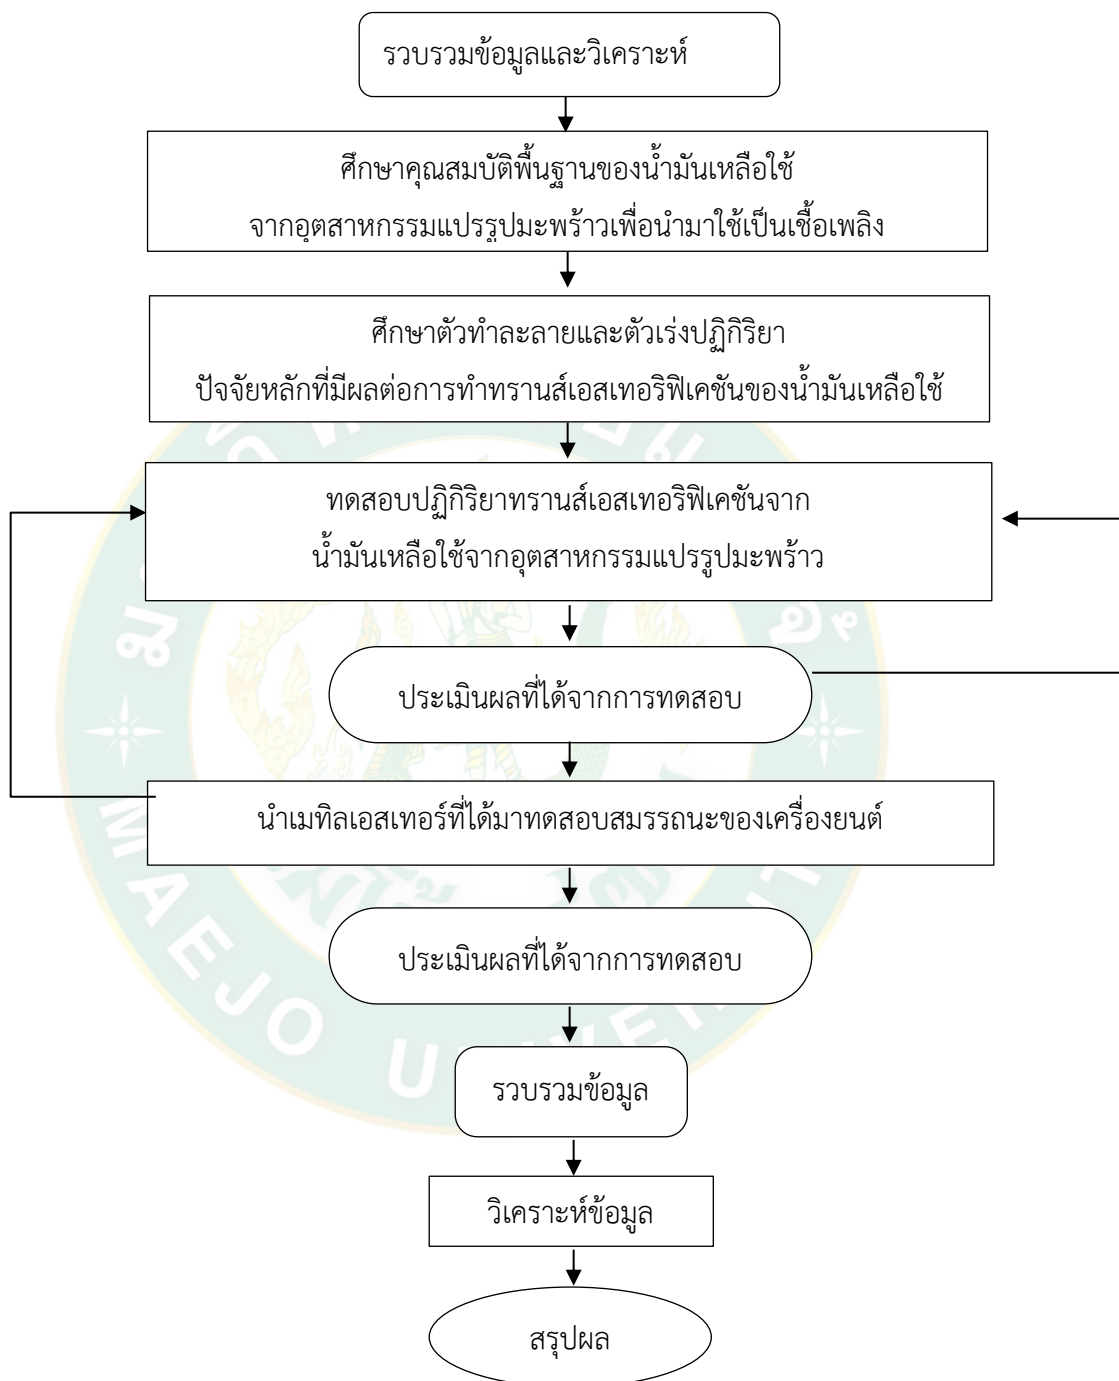 รวบรวมข้อมูลและวิเคราะห์
ศึกษาคุณสมบัติพื้นฐานของน้ำมันเหลือใช้
จากอุตสาหกรรมแปรรูปมะพร้าวเพื่อนำมาใช้เป็นเชื้อเพลิง
ศึกษาตัวทำละลายและตัวเร่งปฏิกิริยา
ปัจจัยหลักที่มีผลต่อการทำทรานส์เอสเทอริฟิเคชันของน้ำมันเหลือใช้
ทดสอบปฏิกิริยาทรานส์เอสเทอริฟิเคชันจาก
น้ำมันเหลือใช้จากอุตสาหกรรมแปรรูปมะพร้าว
ประเมินผลที่ได้จากการทดสอบ
นำเมทิลเอสเทอร์ที่ได้มาทดสอบสมรรถนะของเครื่องยนต์
ประเมินผลที่ได้จากการทดสอบ
รวบรวมข้อมูล
วิเคราะห์ข้อมูล
สรุปผล
MAEJO